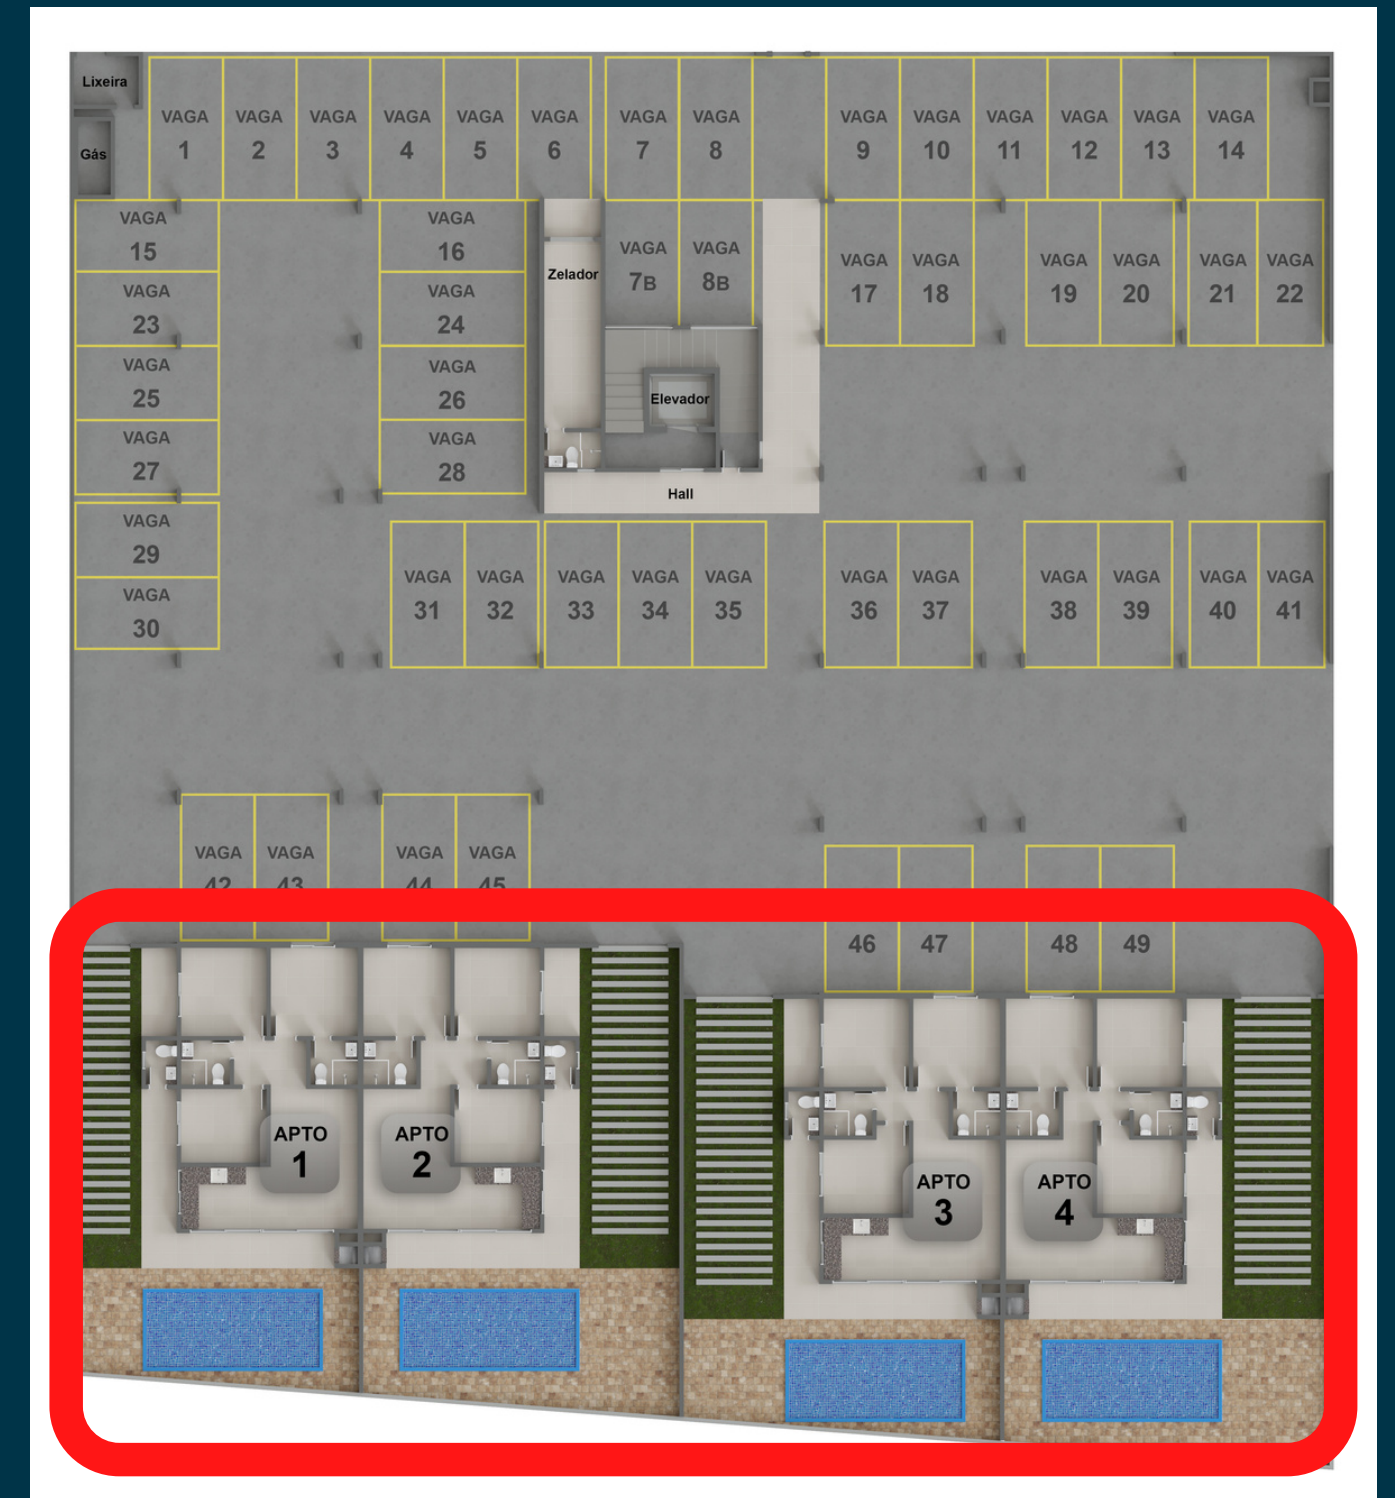 Lixeira
Gás
VAGA 1
VAGA 2
VAGA 3
VAGA 4
VAGA 5
VAGA 6
VAGA 7
VAGA 8
VAGA 9
VAGA 10
VAGA 11
VAGA 12
VAGA 13
VAGA 14
VAGA 15
VAGA 16
Zelador
VAGA 7B
VAGA 8B
VAGA 17
VAGA 18
VAGA 19
VAGA 20
VAGA 21
VAGA 22
VAGA 23
VAGA 24
VAGA 25
VAGA 26
Elevador
VAGA 27
VAGA 28
Hall
VAGA 29
VAGA 30
VAGA 31
VAGA 32
VAGA 33
VAGA 34
VAGA 35
VAGA 36
VAGA 37
VAGA 38
VAGA 39
VAGA 40
VAGA 41
VAGA 42
VAGA 43
VAGA 44
VAGA 45
46
47
48
49
APTO 1
APTO 2
APTO 3
APTO 4